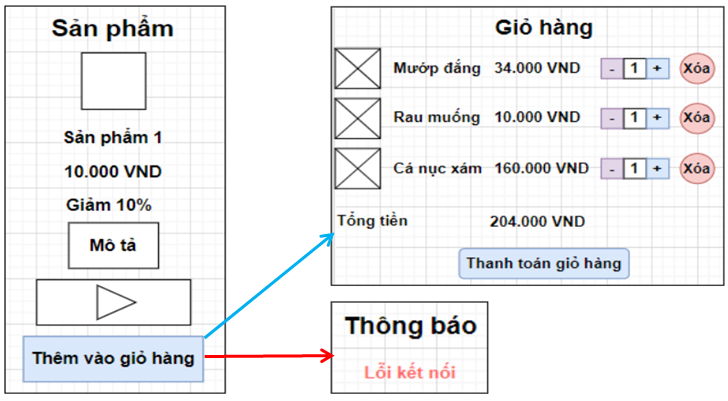 Sản phẩm
Sản phẩm 1
10.000 VND
Giảm 10%
Mô tả
Thêm vào giỏ hàng
Giỏ hàng
Mướp đắng 34.000 VND - 1 + Xóa
Rau muống 10.000 VND - 1 + Xóa
Cá nục xám 160.000 VND - 1 + Xóa
Tổng tiền 204.000 VND
Thanh toán giỏ hàng
Thông báo
Lỗi kết nối